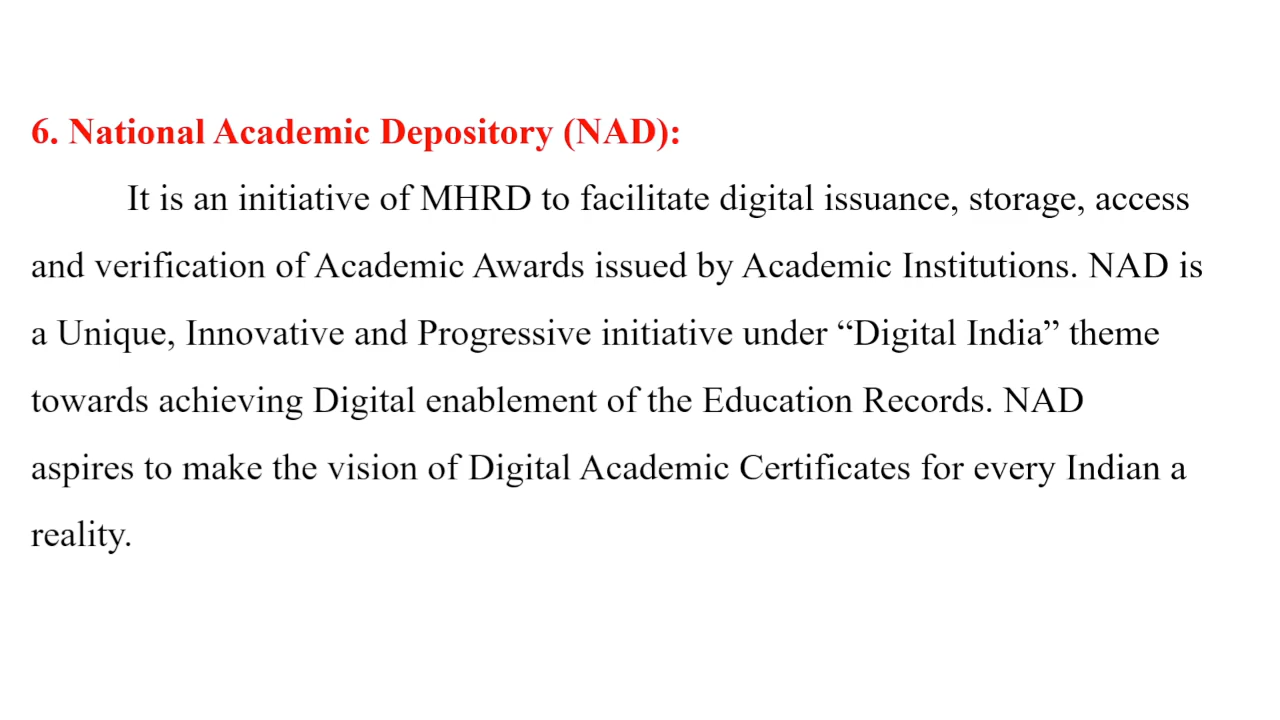 6. National Academic Depository (NAD):
It is an initiative of MHRD to facilitate digital issuance, storage, access
and verification of Academic Awards issued by Academic Institutions. NAD is
a Unique, Innovative and Progressive initiative under “Digital India” theme
towards achieving Digital enablement of the Education Records. NAD
aspires to make the vision of Digital Academic Certificates for every Indian a
reality.